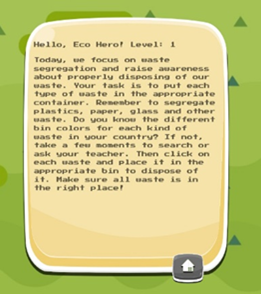 Hello, Eco Hero! Level: 1
Today, we focus on waste
segregation and raise awareness
about properly disposing of our
waste. Your task is to put each
type of waste in the appropriate
container. Remember to segregate
plastics, paper, glass and other
waste. Do you know the different
bin colors for each kind of
waste in your country? If not,
take a few moments to search or
ask your teacher. Then click on
each waste and place it in the
appropriate bin to dispose of
it. Make sure all waste is in
the right place!